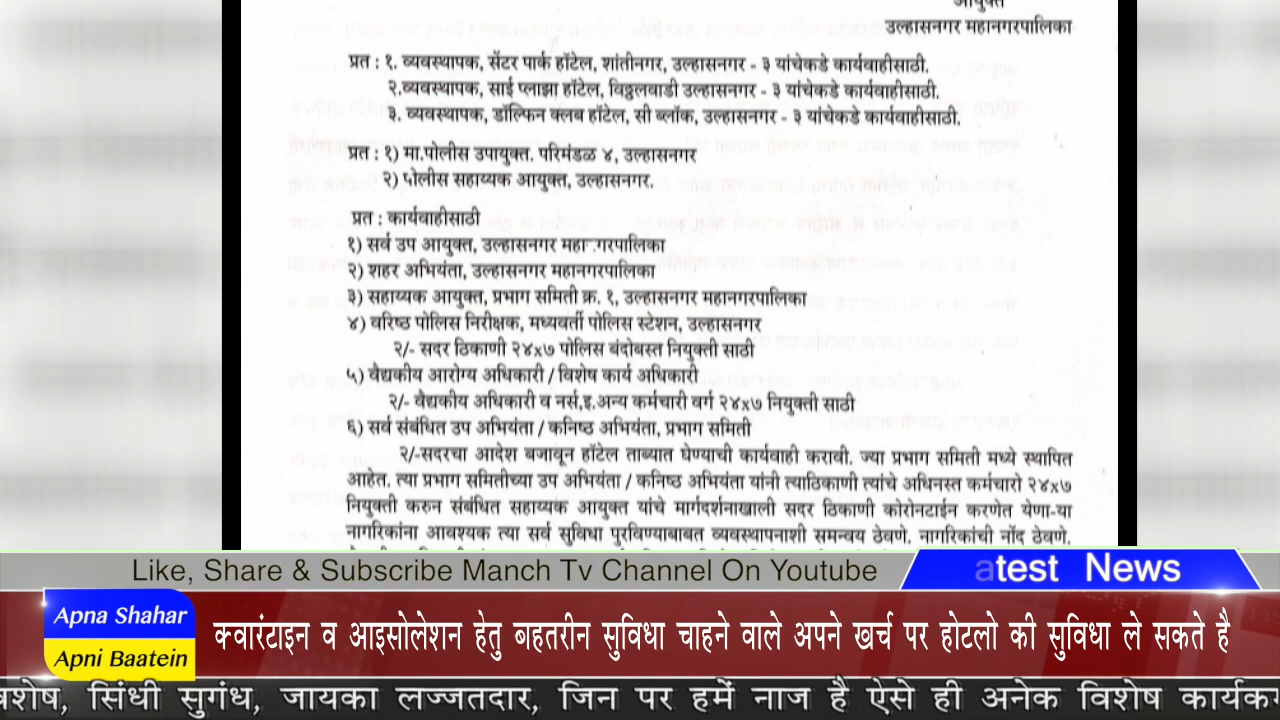 आयुक्त
उल्हासनगर महानगरपालिका
प्रत : १. व्यवस्थापक, सेंटर पार्क हॉटेल, शांतीनगर, उल्हासनगर - ३ यांचेकडे कार्यवाहीसाठी.
२.व्यवस्थापक, साई प्लाझा हॉटेल, विठ्ठलवाडी उल्हासनगर - ३ यांचेकडे कार्यवाहीसाठी.
३. व्यवस्थापक, डॉल्फिन क्लब हॉटेल, सी ब्लॉक, उल्हासनगर - ३ यांचेकडे कार्यवाहीसाठी.
प्रत : १) मा.पोलीस उपायुक्त. परिमंडळ ४, उल्हासनगर
२) पोलीस सहाय्यक आयुक्त, उल्हासनगर.
प्रत : कार्यवाहीसाठी
१) सर्व उप आयुक्त, उल्हासनगर महानगरपालिका
२) शहर अभियंता, उल्हासनगर महानगरपालिका
३) सहाय्यक आयुक्त, प्रभाग समिती क्र. १, उल्हासनगर महानगरपालिका
४) वरिष्ठ पोलिस निरीक्षक, मध्यवर्ती पोलिस स्टेशन, उल्हासनगर
२/- सदर ठिकाणी २४x७ पोलिस बंदोबस्त नियुक्ती साठी
५) वैद्यकीय आरोग्य अधिकारी / विशेष कार्य अधिकारी
२/- वैद्यकीय अधिकारी व नर्स,इ.अन्य कर्मचारी वर्ग २४x७ नियुक्ती साठी
६) सर्व संबंधित उप अभियंता / कनिष्ठ अभियंता, प्रभाग समिती
२/-सदरचा आदेश बजावून हॉटेल ताब्यात घेण्याची कार्यवाही करावी. ज्या प्रभाग समिती मध्ये स्थापित
आहेत. त्या प्रभाग समितीच्या उप अभियंता / कनिष्ठ अभियंता यांनी त्याठिकाणी त्यांचे अधिनस्त कर्मचारी २४x७
नियुक्ती करुन संबंधित सहाय्यक आयुक्त यांचे मार्गदर्शनाखाली सदर ठिकाणी कोरोनटाईन करणेत येणा-या
नागरिकांना आवश्यक त्या सर्व सुविधा पुरविण्याबाबत व्यवस्थापनाशी समन्वय ठेवणे. नागरिकांची नोंद ठेवणे.
Like, Share & Subscribe Manch Tv Channel On Youtube
atest News
Apna Shahar
Apni Baatein
क्वारंटाइन व आइसोलेशन हेतु बहतरीन सुविधा चाहने वाले अपने खर्च पर होटलो की सुविधा ले सकते है
सिंधी सुगंध, जायका लज्जतदार, जिन पर हमें नाज है ऐसे ही अनेक विशेष